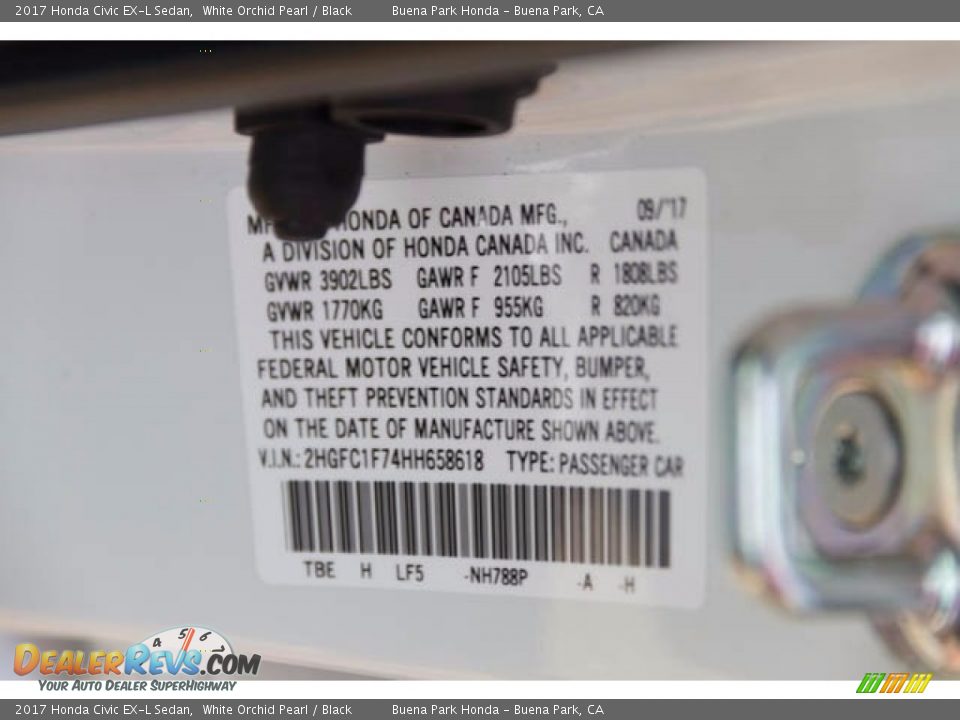 2017 Honda Civic EX-L Sedan, White Orchid Pearl / Black Buena Park Honda - Buena Park, CA
HONDA OF CANADA MFG., 09/'17
A DIVISION OF HONDA CANADA INC. CANADA
GVWR 3902LBS GAWR F 2105LBS R 1808LBS
GVWR 1770KG GAWR F 955KG R 820KG
THIS VEHICLE CONFORMS TO ALL APPLICABLE
FEDERAL MOTOR VEHICLE SAFETY, BUMPER,
AND THEFT PREVENTION STANDARDS IN EFFECT
ON THE DATE OF MANUFACTURE SHOWN ABOVE.
V.I.N.: 2HGFC1F74HH658618 TYPE: PASSENGER CAR
TBE H LF5 -NH788P -A -H
4 5 6 7
DEALERREVS.COM
YOUR AUTO DEALER SUPERHIGHWAY
2017 Honda Civic EX-L Sedan, White Orchid Pearl / Black Buena Park Honda - Buena Park, CA